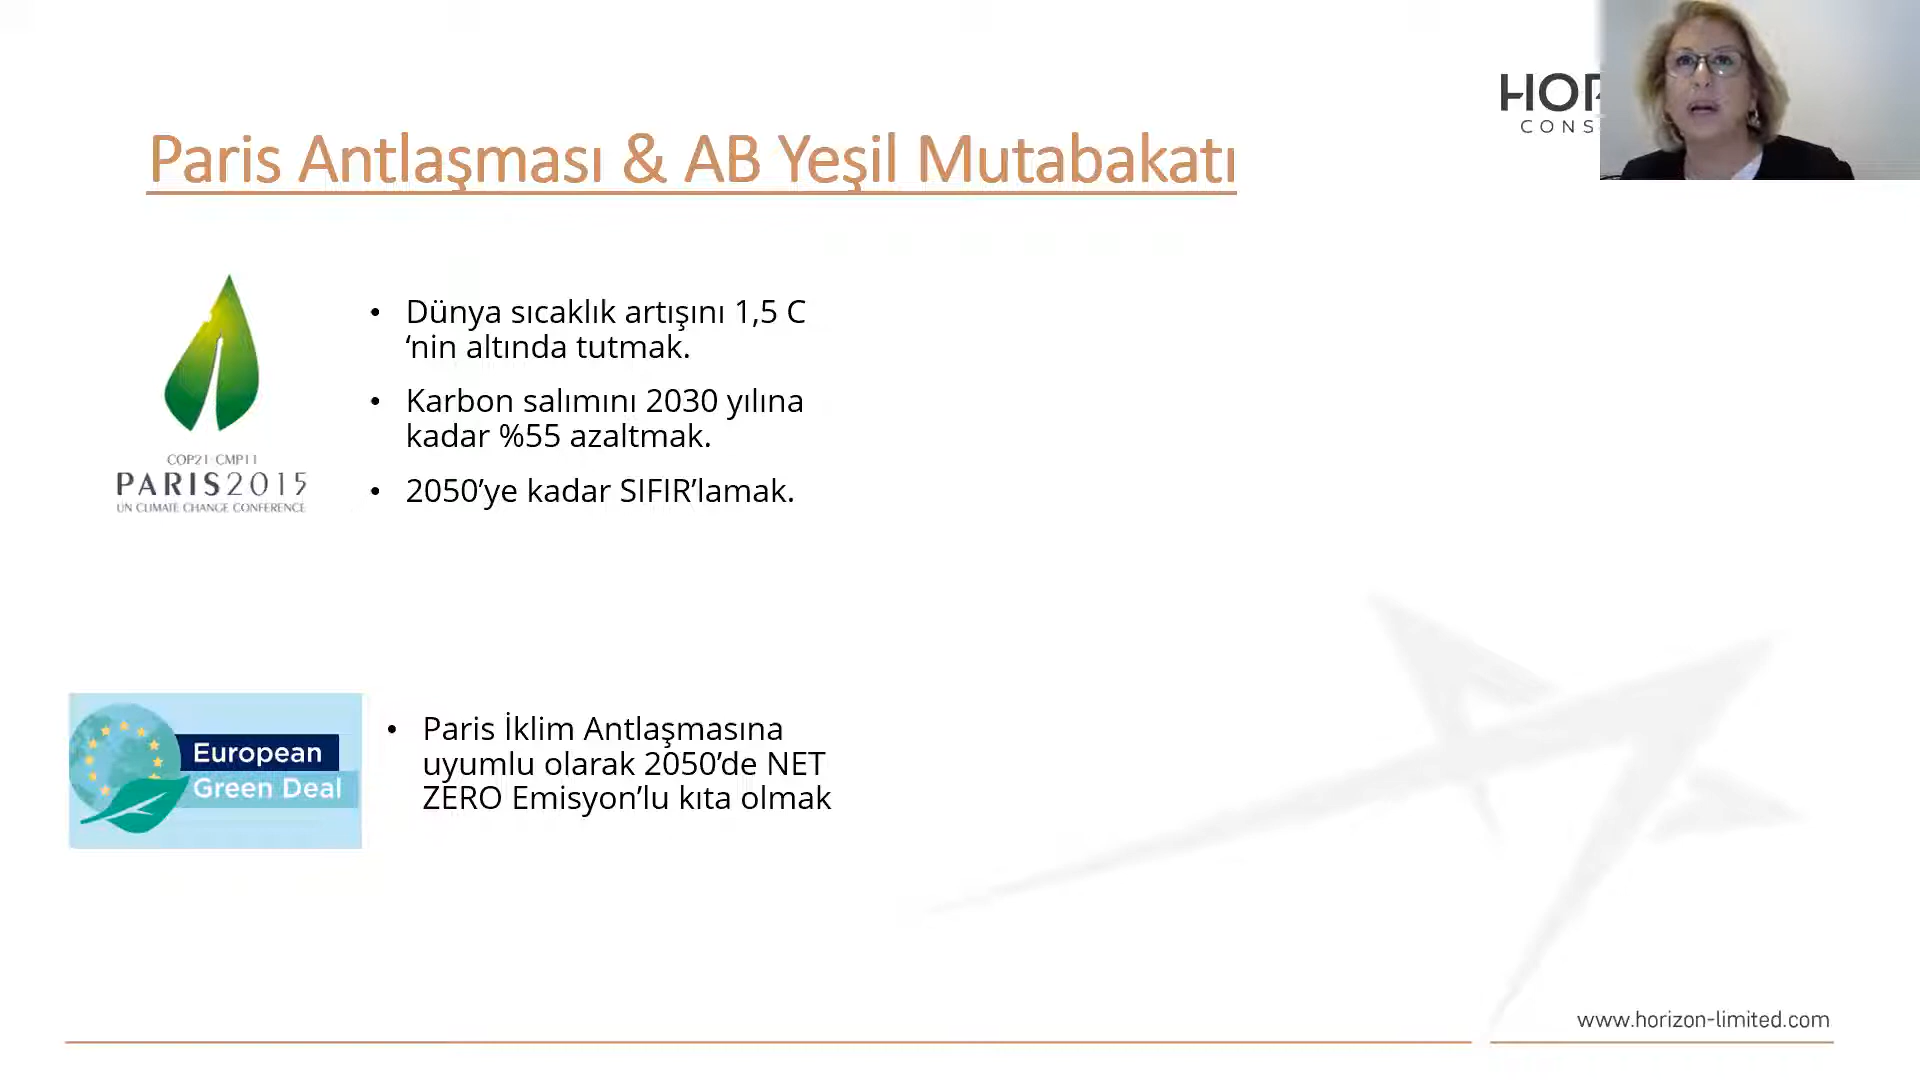 HOR
CONS
Paris Antlaşması & AB Yeşil Mutabakatı
• Dünya sıcaklık artışını 1,5 C
‘nin altında tutmak.
• Karbon salımını 2030 yılına
kadar %55 azaltmak.
• 2050’ye kadar SIFIR’lamak.
COP21·CMP11
PARIS2015
UN CLIMATE CHANGE CONFERENCE
European
Green Deal
• Paris İklim Antlaşmasına
uyumlu olarak 2050’de NET
ZERO Emisyon’lu kıta olmak
www.horizon-limited.com